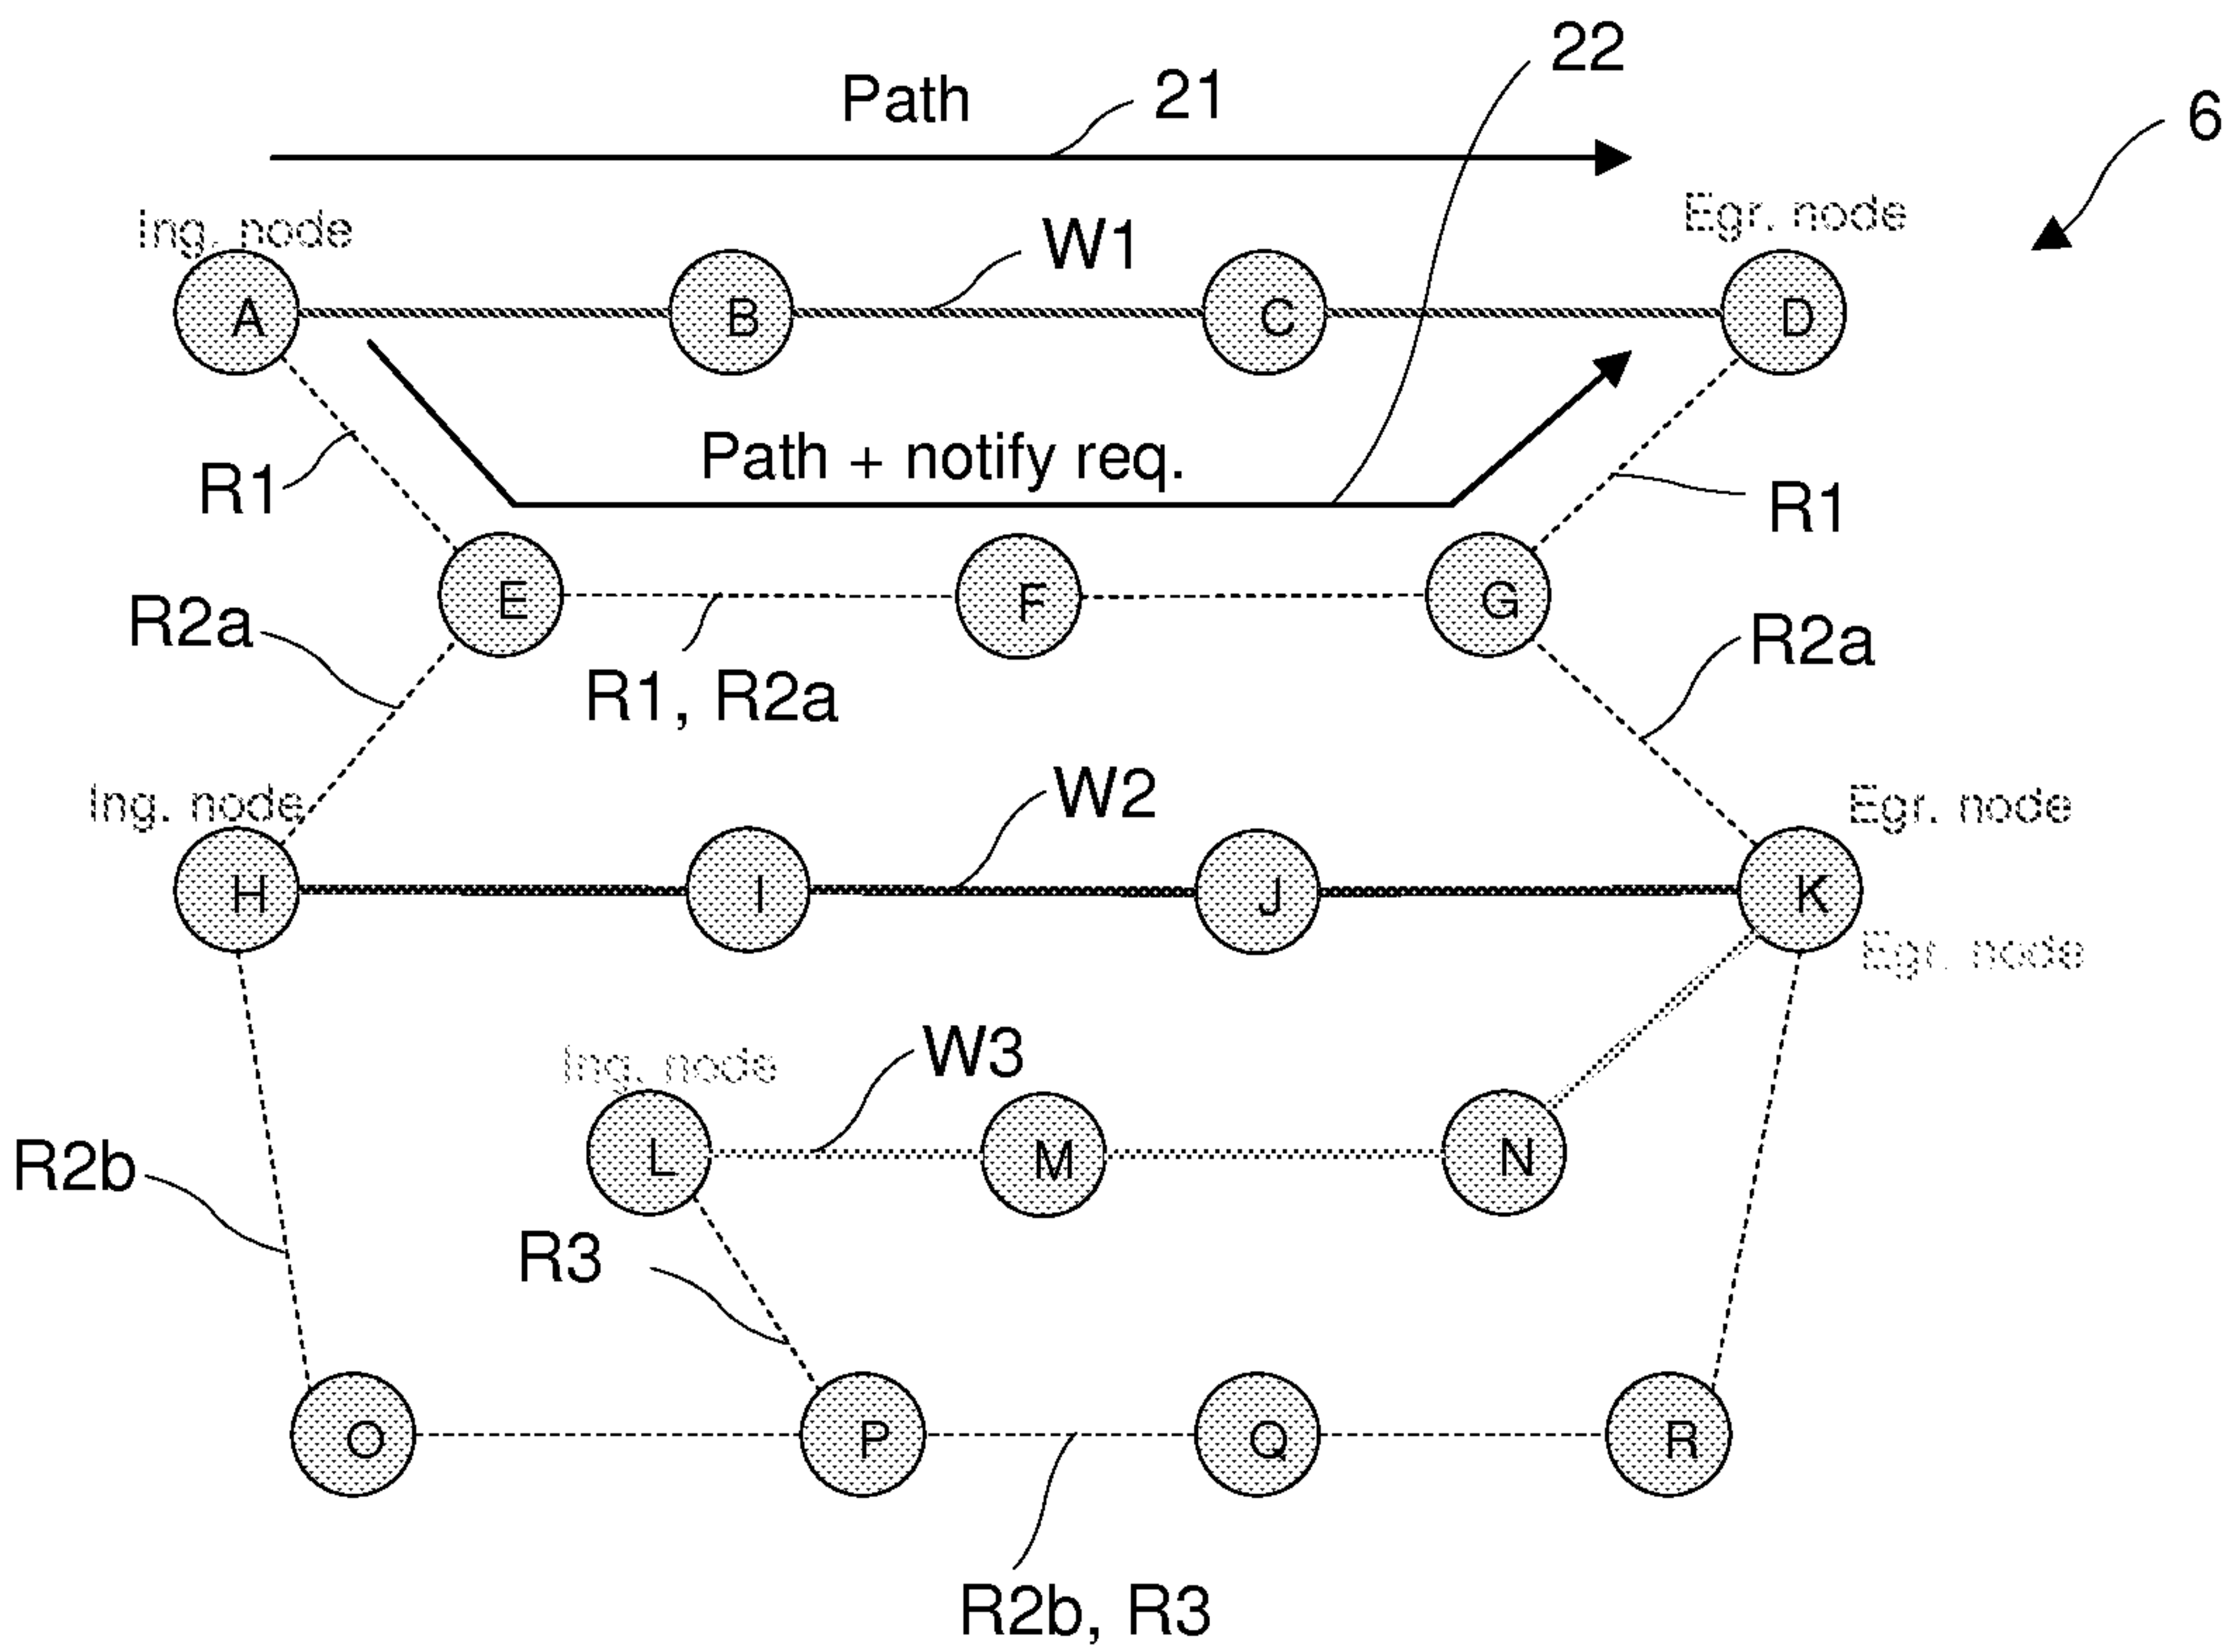 22
Path 21
6
Ing. node
Egr. node
W1
A B C D
Path + notify req.
R1
R1
E F G
R2a
R2a
R1, R2a
W2
Ing. node
Egr. node
H I J K
Egr. node
W3
Ing. node
L M N
R2b
R3
O P Q R
R2b, R3